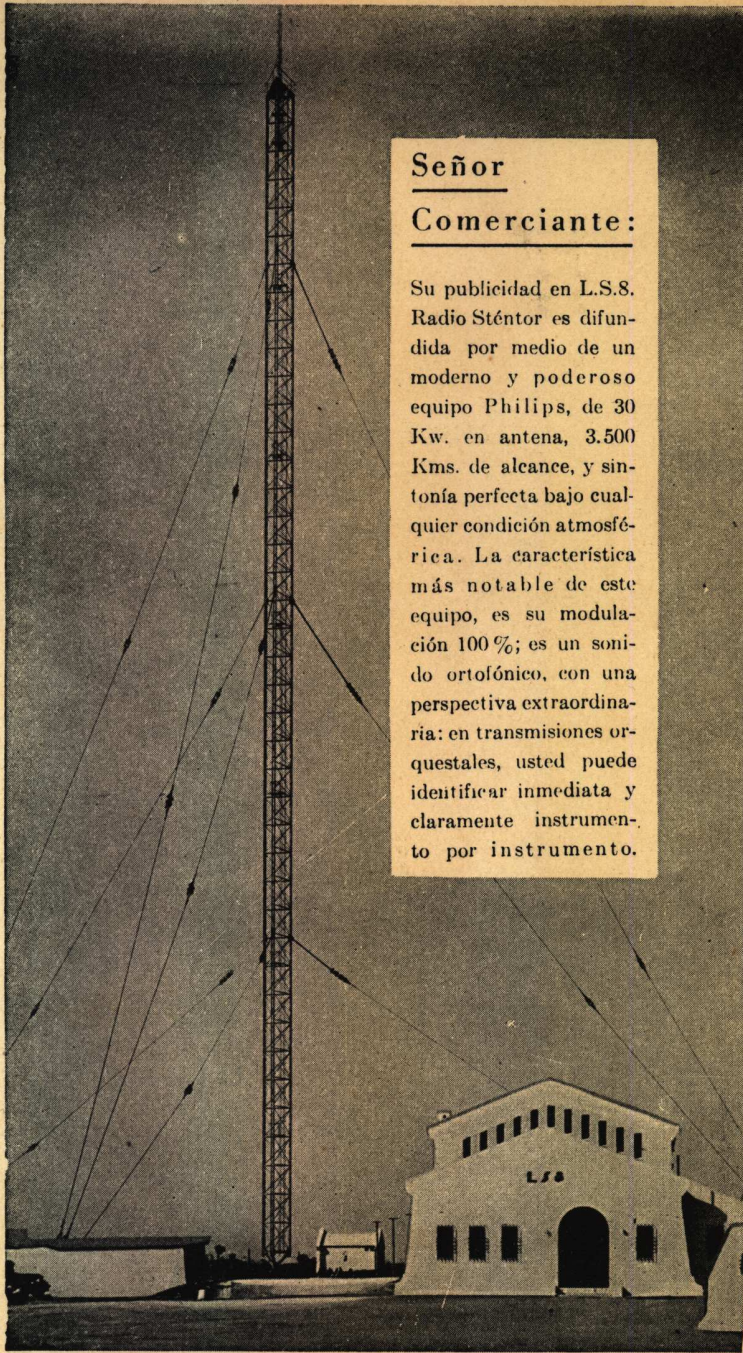 Señor
Comerciante:
Su publicidad en L.S.8.
Radio Sténtor es difun-
dida por medio de un
moderno y poderoso
equipo Philips, de 30
Kw. en antena, 3.500
Kms. de alcance, y sin-
tonía perfecta bajo cual-
quier condición atmosfé-
rica. La característica
más notable de este
equipo, es su modula-
ción 100%; es un soni-
do ortofónico, con una
perspectiva extraordina-
ria: en transmisiones or-
questales, usted puede
identificar inmediata y
claramente instrumen-
to por instrumento.
LS8